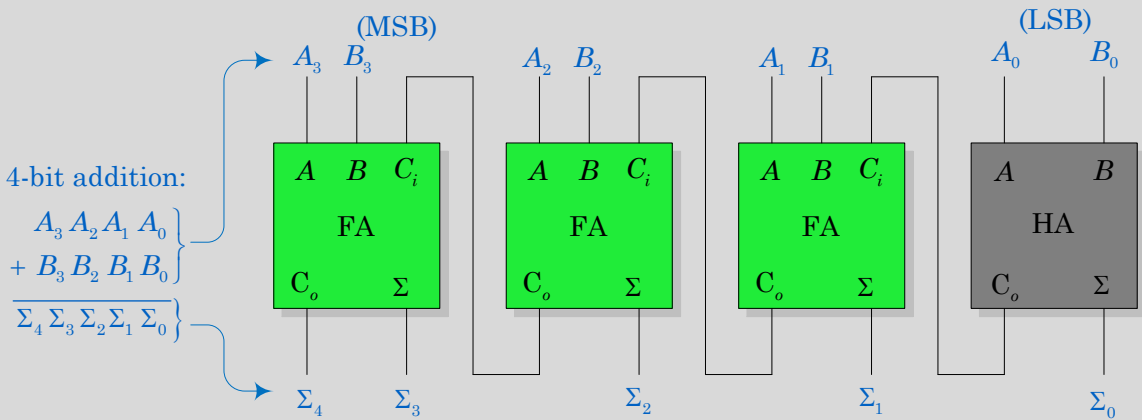 (MSB) (LSB)
A₃ B₃ A₂ B₂ A₁ B₁ A₀ B₀
A B Cᵢ A B Cᵢ A B Cᵢ A B
FA FA FA HA
Cₒ Σ Cₒ Σ Cₒ Σ Cₒ Σ
Σ₄ Σ₃ Σ₂ Σ₁ Σ₀
4-bit addition:
A₃ A₂ A₁ A₀
+ B₃ B₂ B₁ B₀
Σ₄ Σ₃ Σ₂ Σ₁ Σ₀